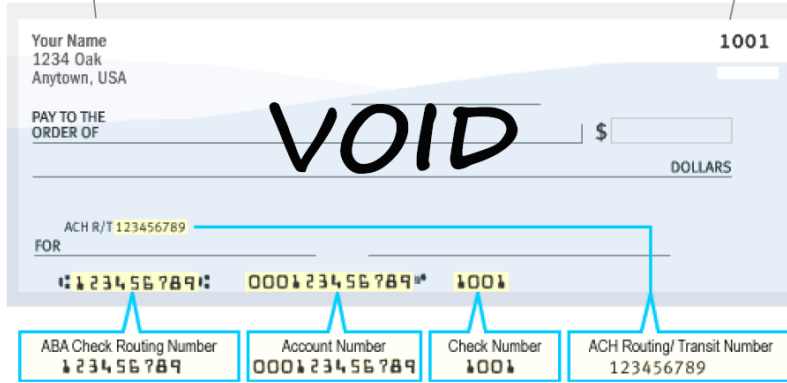 Your Name
1001
1234 Oak
Anytown, USA
PAY TO THE
ORDER OF
$
VOID
DOLLARS
ACH R/T 123456789
FOR
⑆123456789⑆ 000123456789⑈ 1001
ABA Check Routing Number
123456789
Account Number
000123456789
Check Number
1001
ACH Routing/ Transit Number
123456789